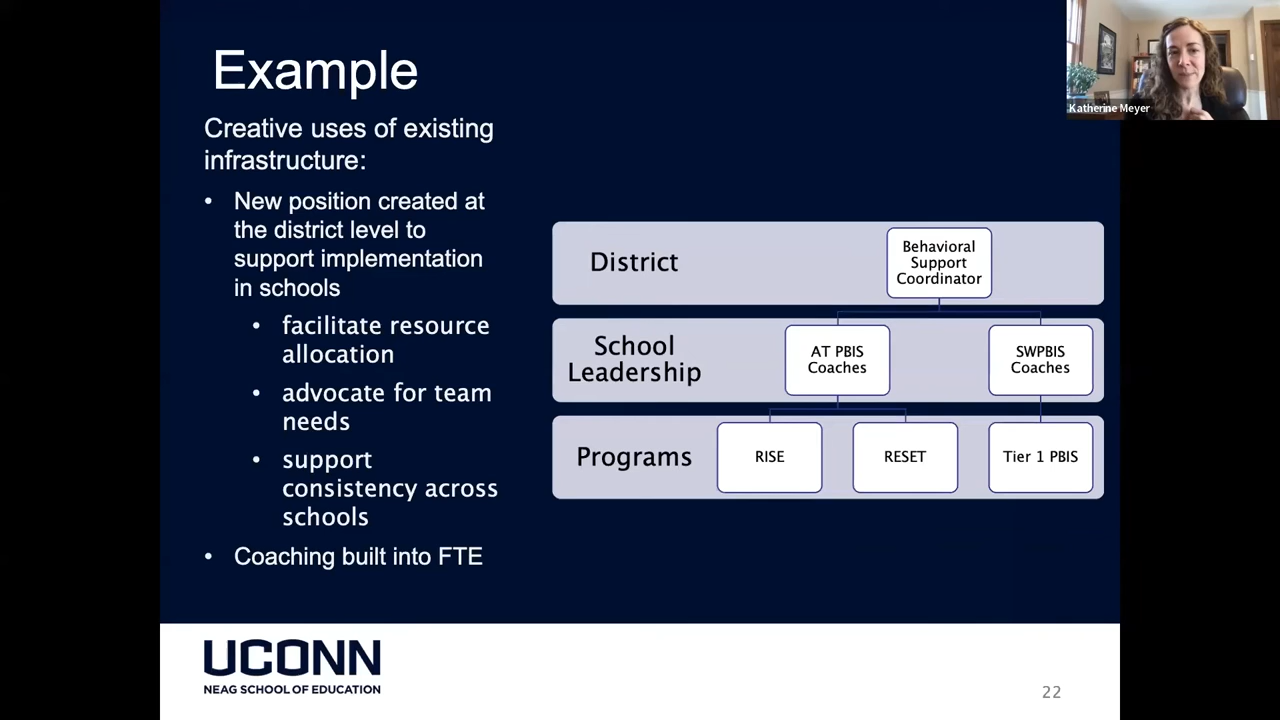 Example
Creative uses of existing
infrastructure:
• New position created at
the district level to
support implementation
in schools
• facilitate resource
allocation
• advocate for team
needs
• support
consistency across
schools
• Coaching built into FTE
District
Behavioral
Support
Coordinator
School
Leadership
AT PBIS
Coaches
SWPBIS
Coaches
Programs
RISE
RESET
Tier 1 PBIS
UCONN
NEAG SCHOOL OF EDUCATION
22
Katherine Meyer